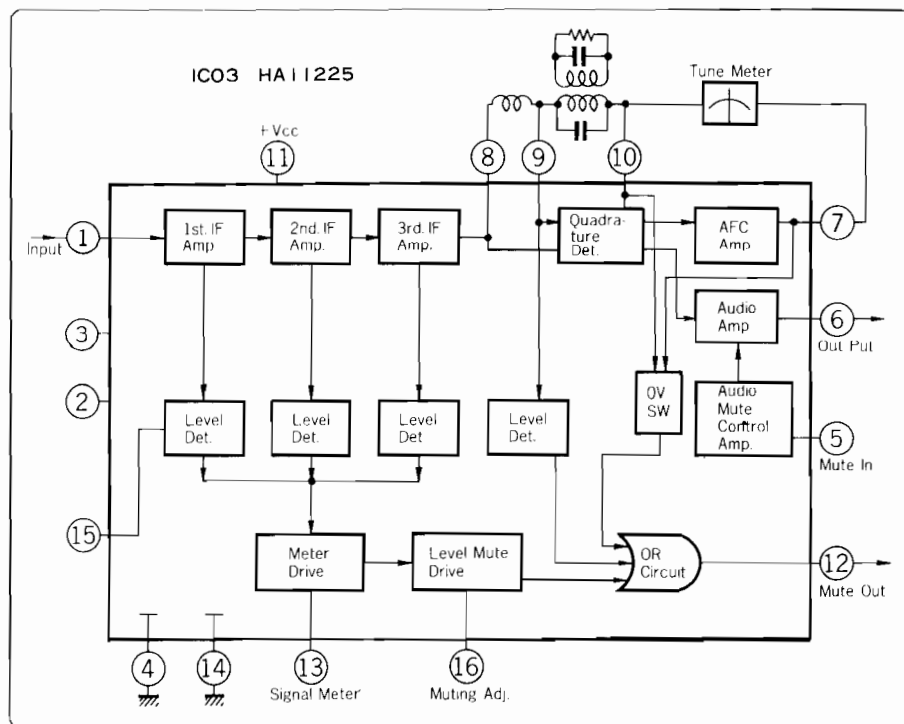 IC03 HA11225
Tune Meter
+Vcc
11
8
9
10
1
Input
1st. IF
Amp
2nd. IF
Amp.
3rd. IF
Amp.
Quadra-
ture
Det.
AFC
Amp
7
3
Audio
Amp
6
Out Put
2
Level
Det.
Level
Det.
Level
Det
Level
Det.
OV
SW
Audio
Mute
Control
Amp.
5
Mute In
15
Meter
Drive
Level Mute
Drive
OR
Circuit
12
Mute Out
4
14
13
Signal Meter
16
Muting Adj.